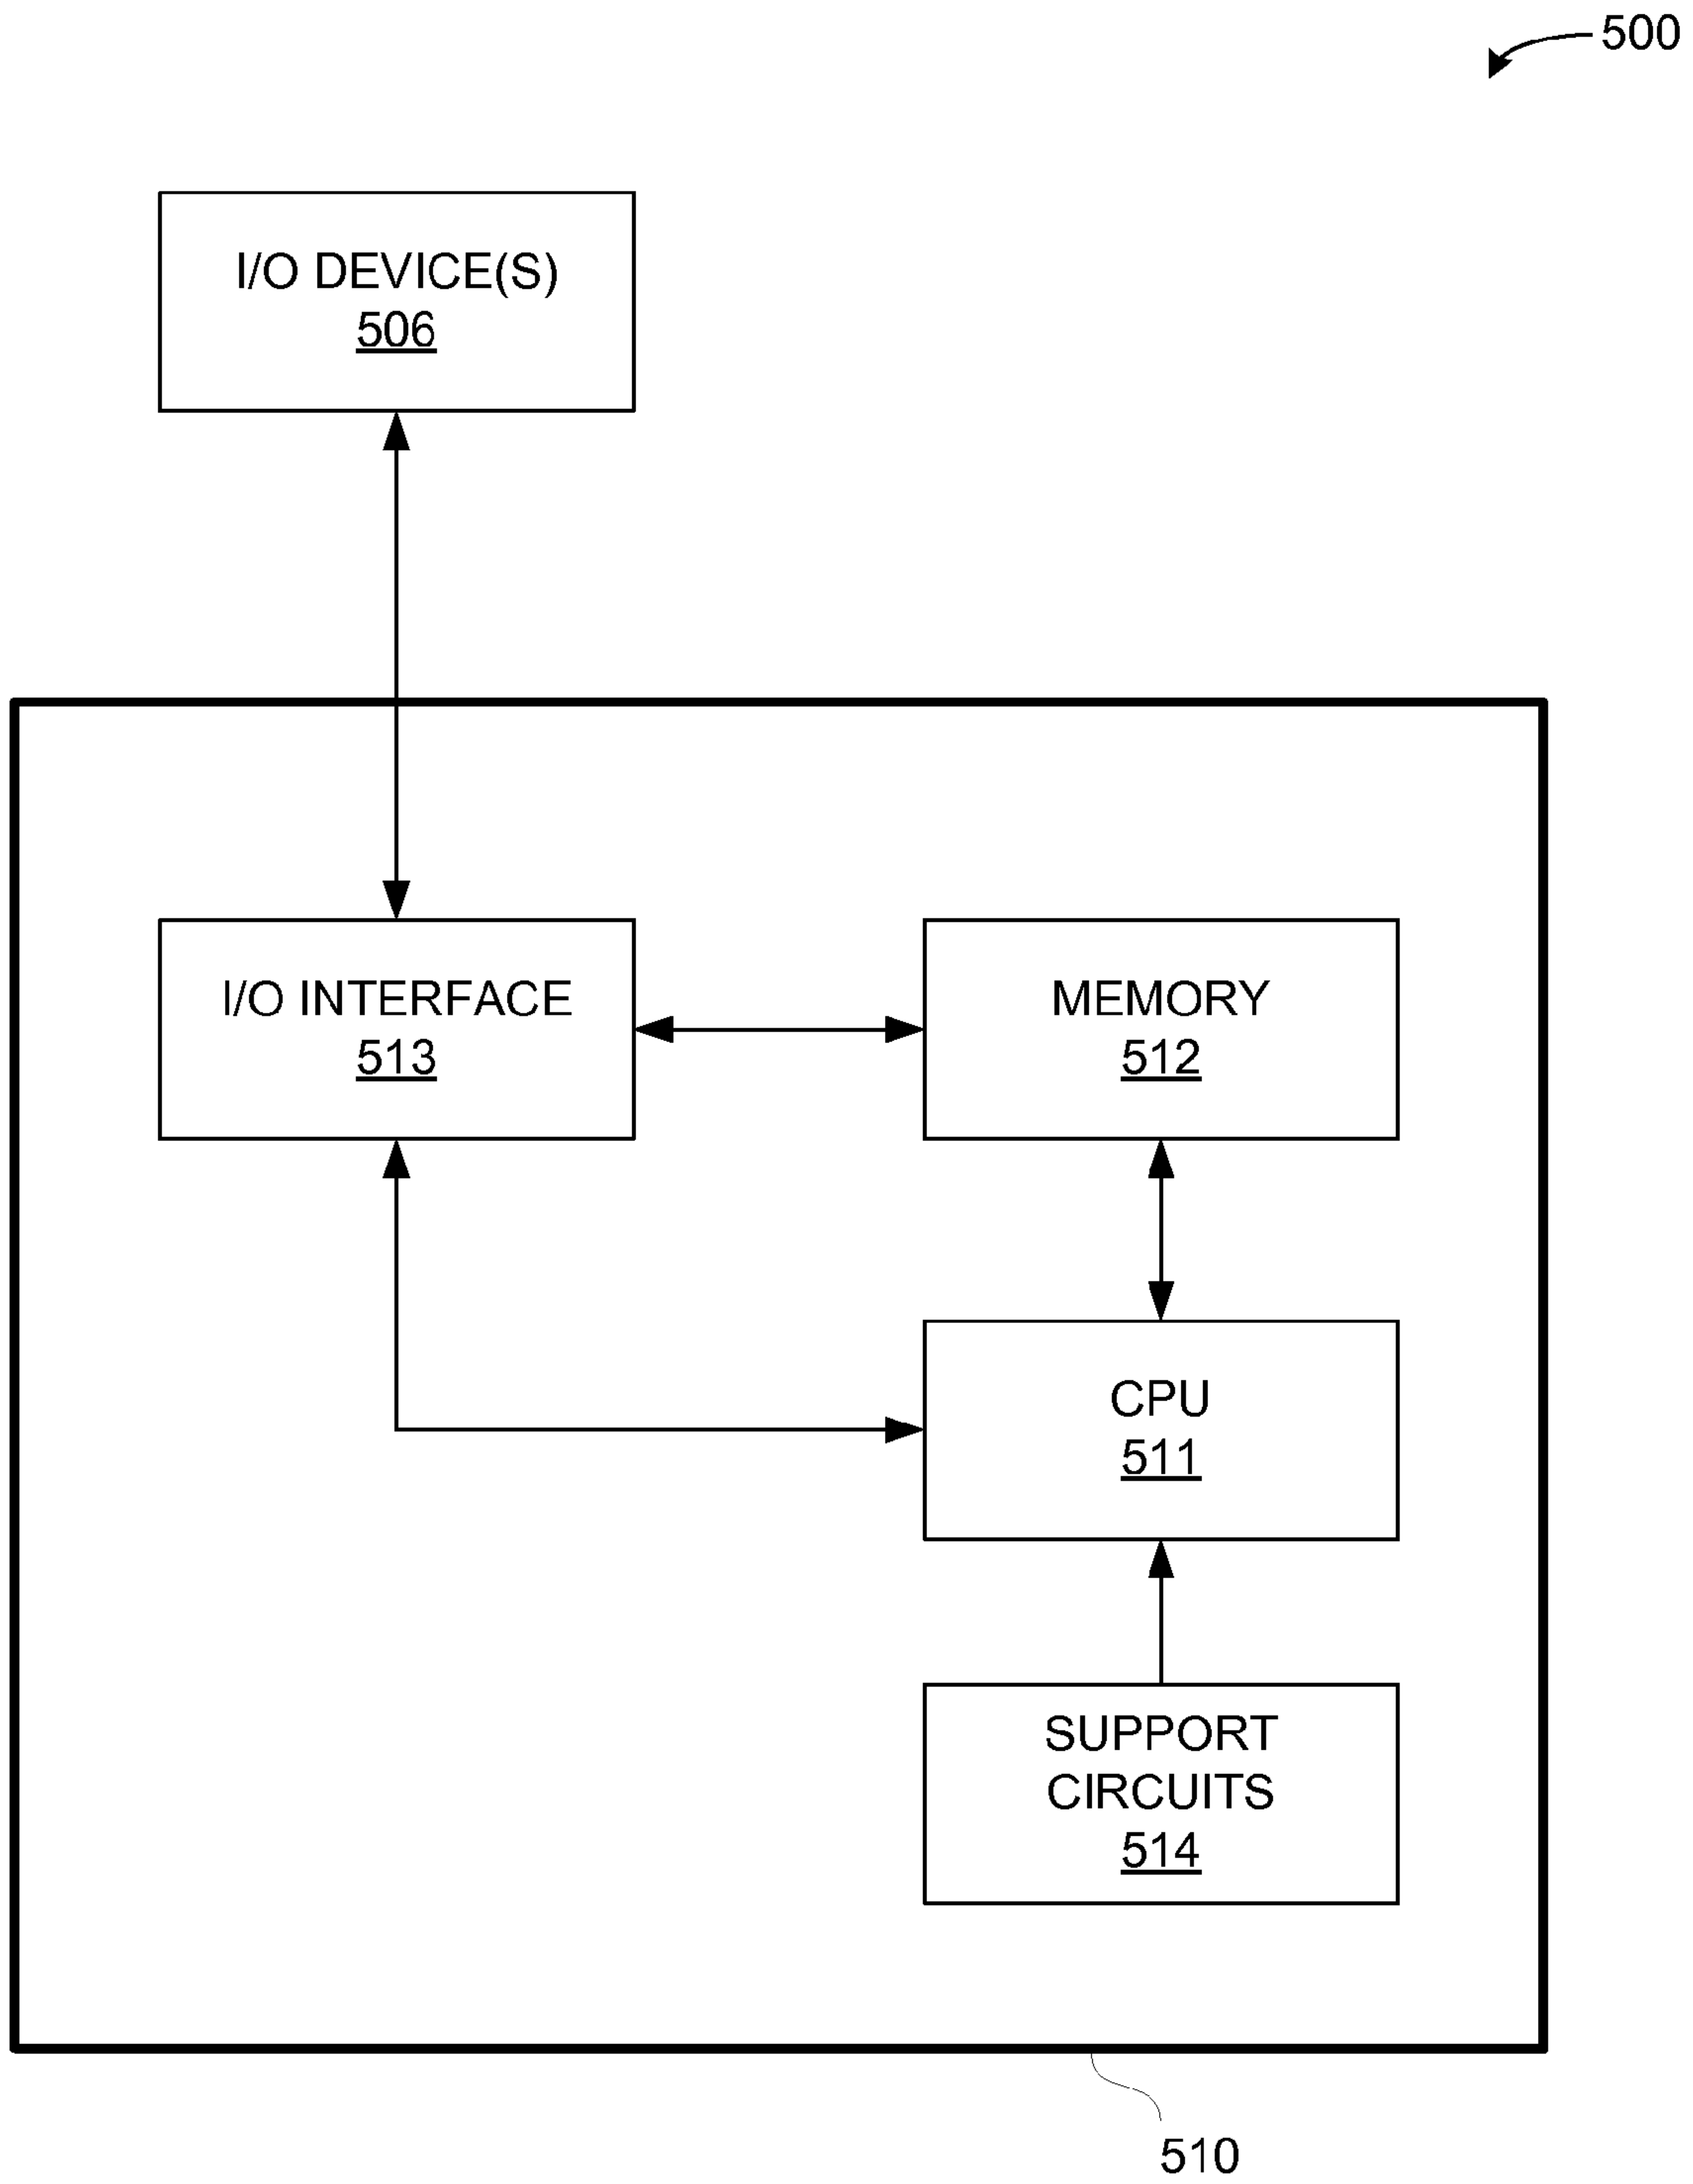 500
I/O DEVICE(S)
506
I/O INTERFACE
513
MEMORY
512
CPU
511
SUPPORT
CIRCUITS
514
510